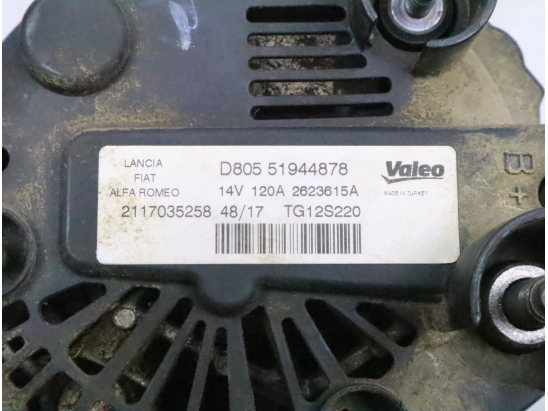 LANCIA
FIAT
ALFA ROMEO
D805 51944878
14V 120A 2623615A
2117035258 48/17 TG12S220
Valeo
MADE IN TURKEY
B+